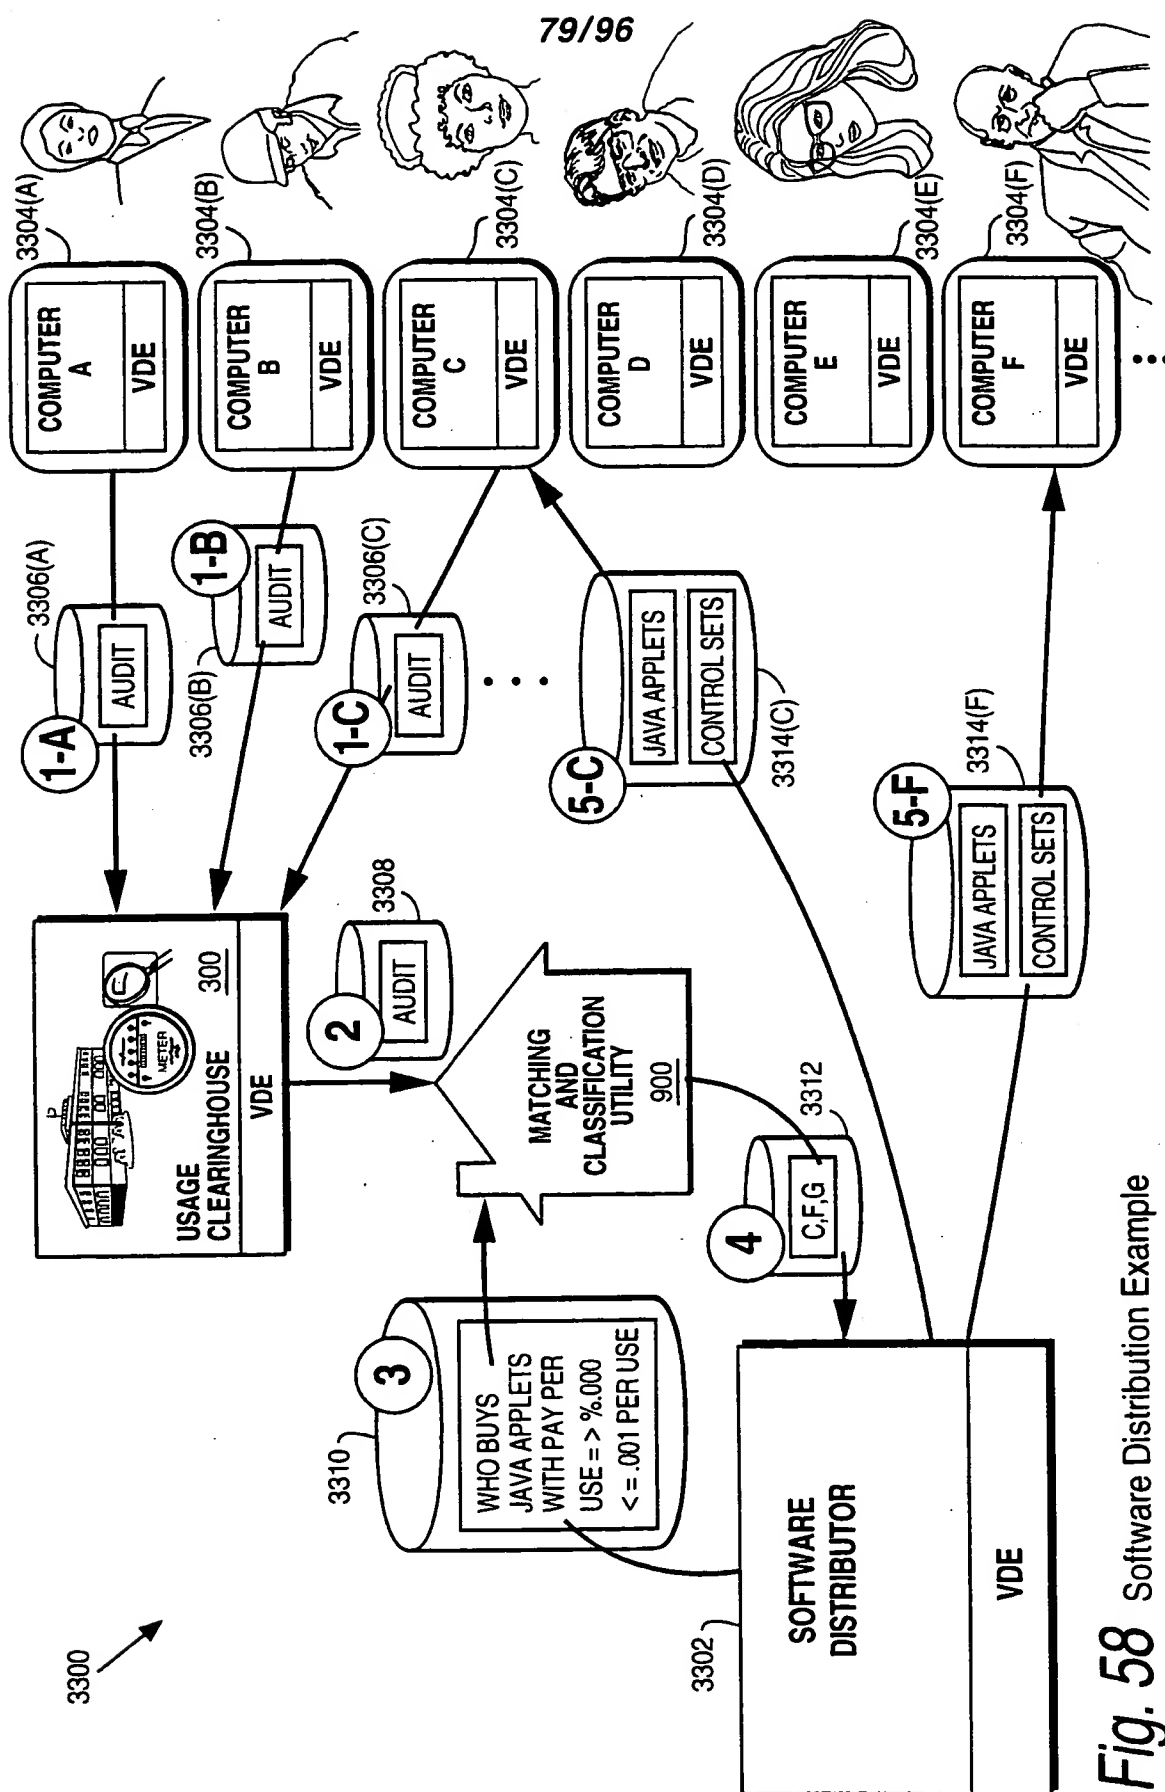 79/96
3300
USAGE
CLEARINGHOUSE
300
METER
VDE
1-A
AUDIT
3306(A)
COMPUTER
A
VDE
3304(A)
1-B
AUDIT
3306(B)
COMPUTER
B
VDE
3304(B)
1-C
AUDIT
3306(C)
COMPUTER
C
VDE
3304(C)
COMPUTER
D
VDE
3304(D)
COMPUTER
E
VDE
3304(E)
COMPUTER
F
VDE
3304(F)
2
AUDIT
3308
MATCHING
AND
CLASSIFICATION
UTILITY
900
3
WHO BUYS
JAVA APPLETS
WITH PAY PER
USE = > %.000
< = .001 PER USE
3310
4
C,F,G
3312
5-C
JAVA APPLETS
CONTROL SETS
3314(C)
5-F
JAVA APPLETS
CONTROL SETS
3314(F)
3302
SOFTWARE
DISTRIBUTOR
VDE
Fig. 58 Software Distribution Example